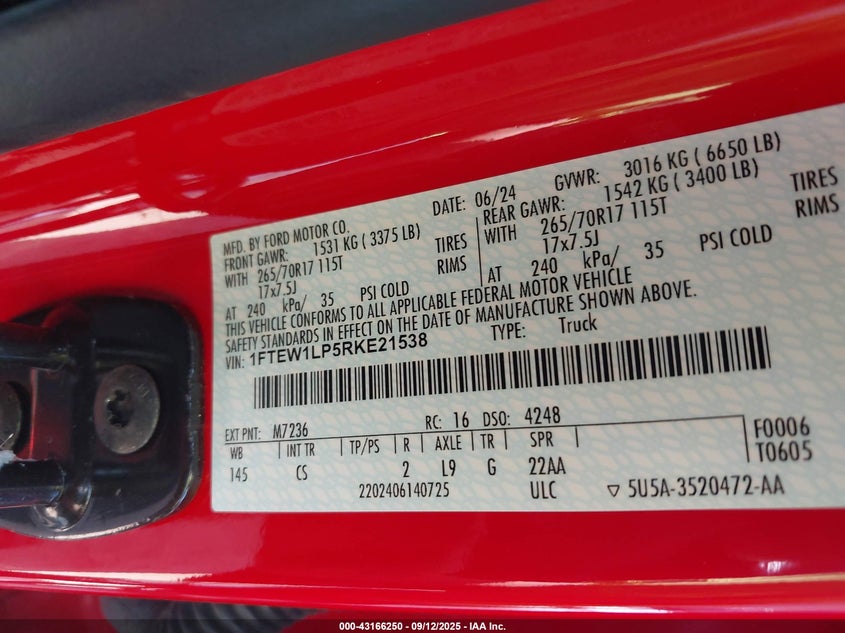 MFD. BY FORD MOTOR CO.
DATE: 06/24
GVWR: 3016 KG ( 6650 LB)
FRONT GAWR: 1531 KG ( 3375 LB)
WITH 265/70R17 115T TIRES
17x7.5J RIMS
AT 240 kPa/ 35 PSI COLD
REAR GAWR: 1542 KG ( 3400 LB)
WITH 265/70R17 115T TIRES
17x7.5J RIMS
AT 240 kPa/ 35 PSI COLD
THIS VEHICLE CONFORMS TO ALL APPLICABLE FEDERAL MOTOR VEHICLE
SAFETY STANDARDS IN EFFECT ON THE DATE OF MANUFACTURE SHOWN ABOVE.
VIN: 1FTEW1LP5RKE21538 TYPE: Truck
EXT PNT: M7236 RC: 16 DSO: 4248
WB INT TR TP/PS R AXLE TR SPR F0006
145 CS 2 L9 G 22AA T0605
2202406140725 ULC ▽ 5U5A-3520472-AA
000-43166250 - 09/12/2025 - IAA Inc.